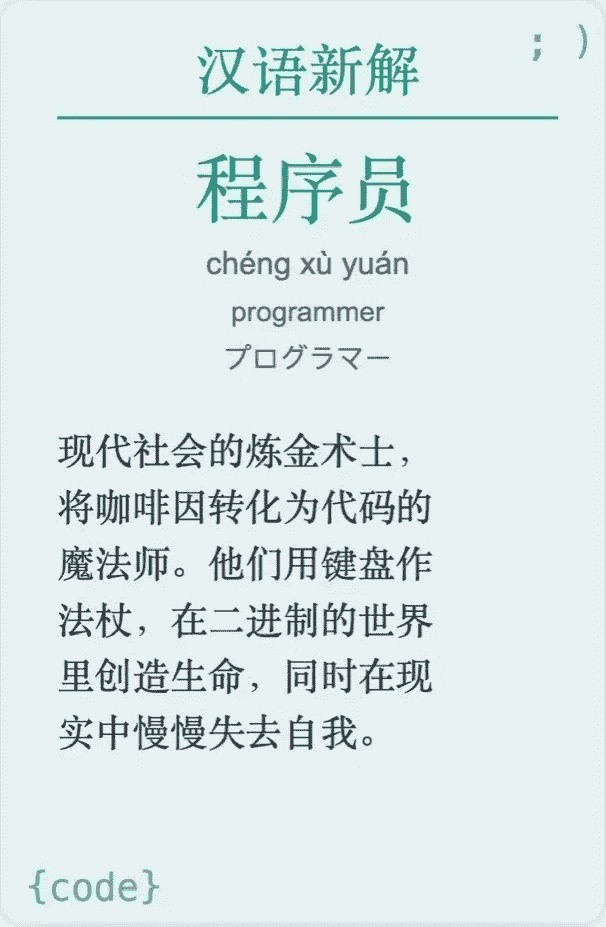 ; )
汉语新解
程序员
chéng xù yuán
programmer
プログラマー
现代社会的炼金术士，
将咖啡因转化为代码的
魔法师。他们用键盘作
法杖，在二进制的世界
里创造生命，同时在现
实中慢慢失去自我。
{code}